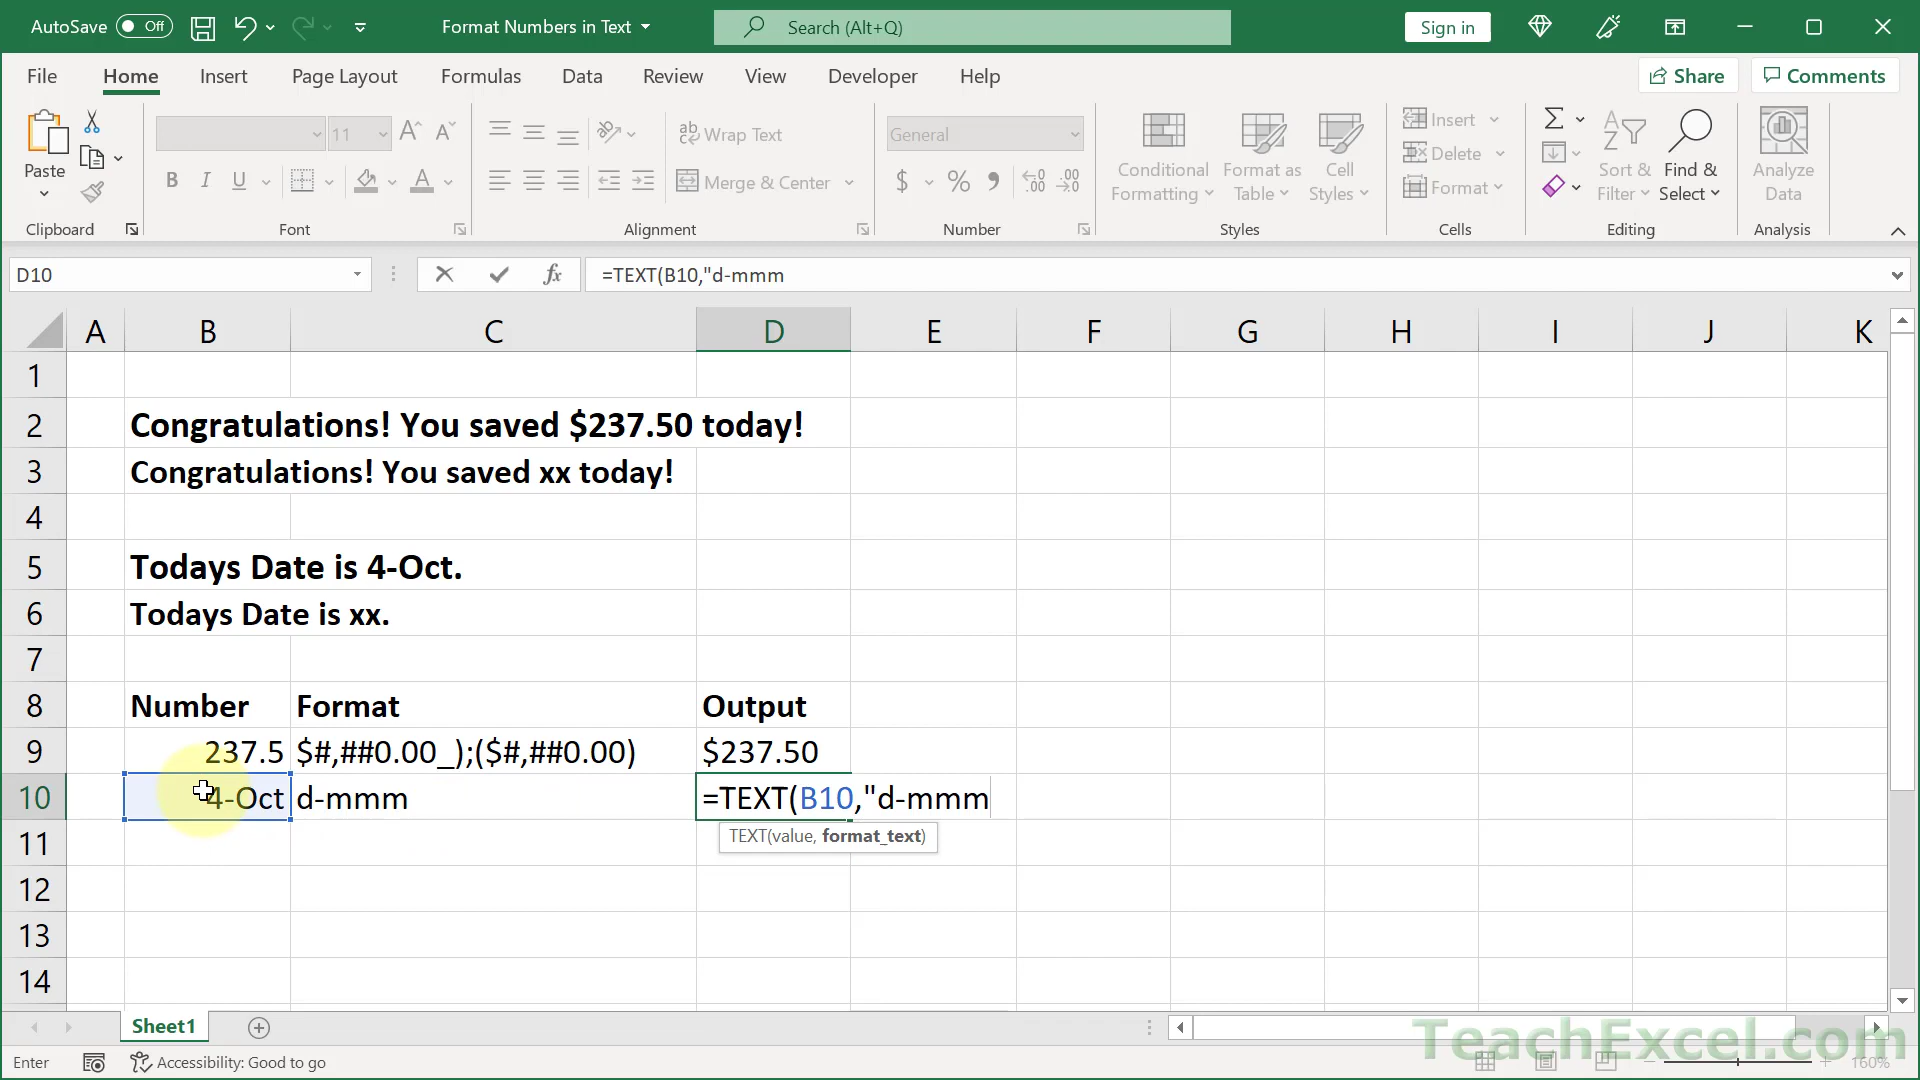 AutoSave Off Format Numbers in Text Search (Alt+Q) Sign in
File Home Insert Page Layout Formulas Data Review View Developer Help Share Comments
Paste 11 A^ A˅ ab Wrap Text General Conditional Formatting Format as Table Cell Styles Insert Σ Sort & Filter Find & Select Analyze Data
Delete
B I U A Merge & Center $ % 9 .00 .00 Format
Clipboard Font Alignment Number Styles Cells Editing Analysis
D10 fx =TEXT(B10,"d-mmm
A B C D E F G H I J K
1
2 Congratulations! You saved $237.50 today!
3 Congratulations! You saved xx today!
4
5 Todays Date is 4-Oct.
6 Todays Date is xx.
7
8 Number Format Output
9 237.5 $#,##0.00_);($#,##0.00) $237.50
10 4-Oct d-mmm =TEXT(B10,"d-mmm
TEXT(value, format_text)
11
12
13
14
Sheet1
TeachExcel.com
Enter Accessibility: Good to go 160%